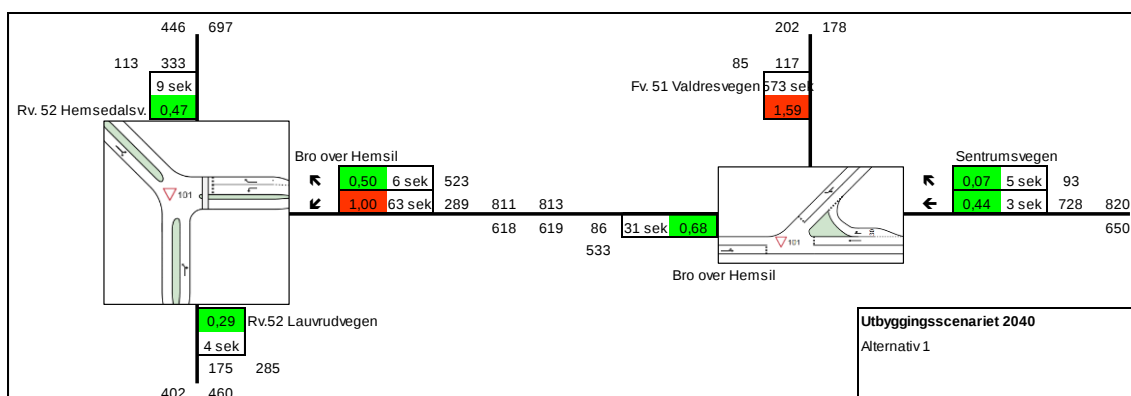 446 697 202 178
113 333 85 117
9 sek Fv. 51 Valdresvegen 573 sek
Rv. 52 Hemsedalsv. 0,47 1,59
Bro over Hemsil Sentrumsvegen
0,50 6 sek 523 0,07 5 sek 93
101
1,00 63 sek 289 811 813 0,44 3 sek 728 820
618 619 86 31 sek 0,68 650
101
533
Bro over Hemsil
0,29 Rv.52 Lauvrudvegen Utbyggingsscenariet 2040
4 sek Alternativ 1
175 285
402 460